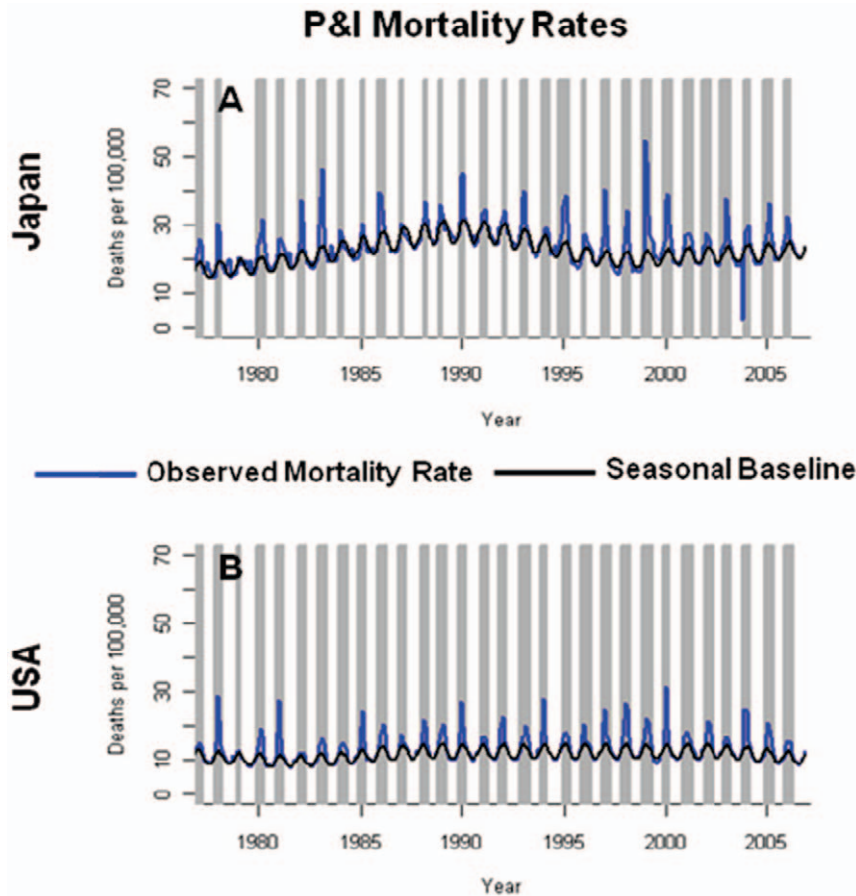 P&I Mortality Rates
Japan
A
Deaths per 100,000
70
50
30
10
0
1980 1985 1990 1995 2000 2005
Year
Observed Mortality Rate Seasonal Baseline
USA
B
Deaths per 100,000
70
50
30
10
0
1980 1985 1990 1995 2000 2005
Year